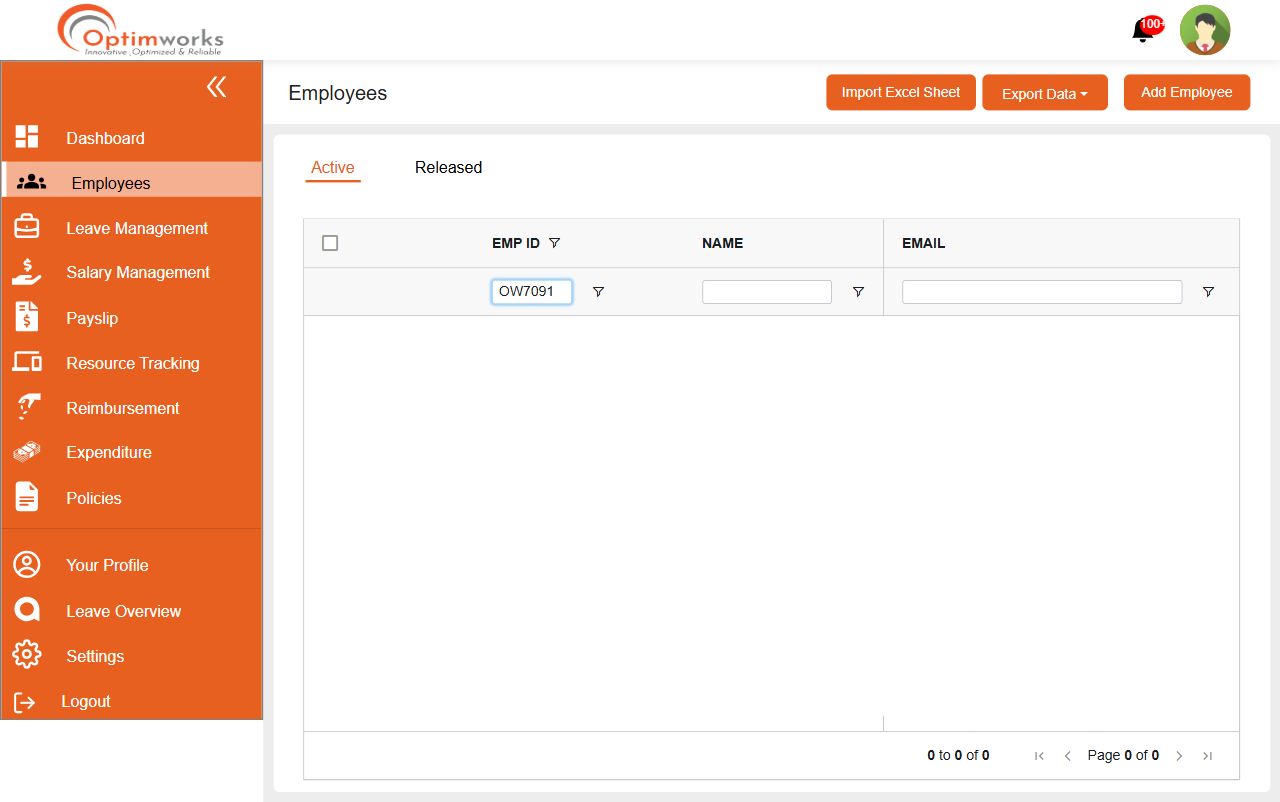 Optimworks
Innovative ,Optimized & Reliable
100+
Employees
Import Excel Sheet
Export Data
Add Employee
Dashboard
Employees
Leave Management
Salary Management
Payslip
Resource Tracking
Reimbursement
Expenditure
Policies
Your Profile
Leave Overview
Settings
Logout
Active
Released
EMP ID
NAME
EMAIL
OW7091
0 to 0 of 0
Page 0 of 0